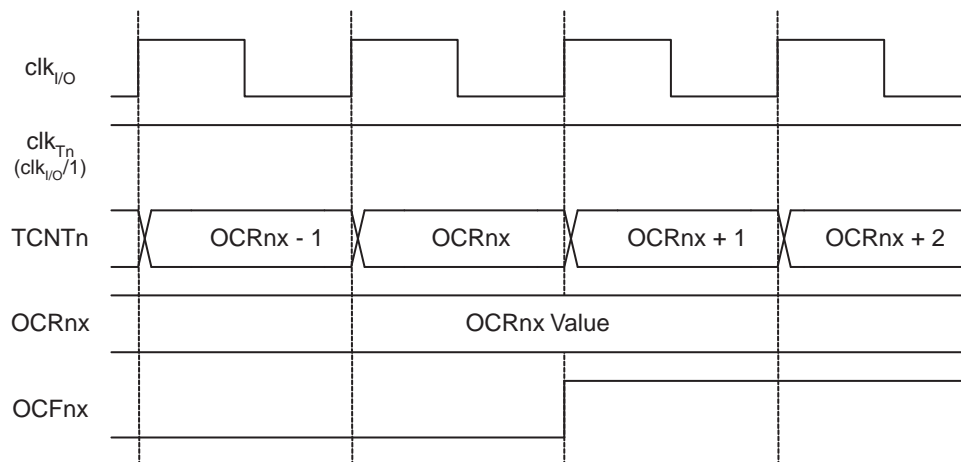 clkI/O
clkTn
(clkI/O/1)
TCNTn OCRnx - 1 OCRnx OCRnx + 1 OCRnx + 2
OCRnx OCRnx Value
OCFnx